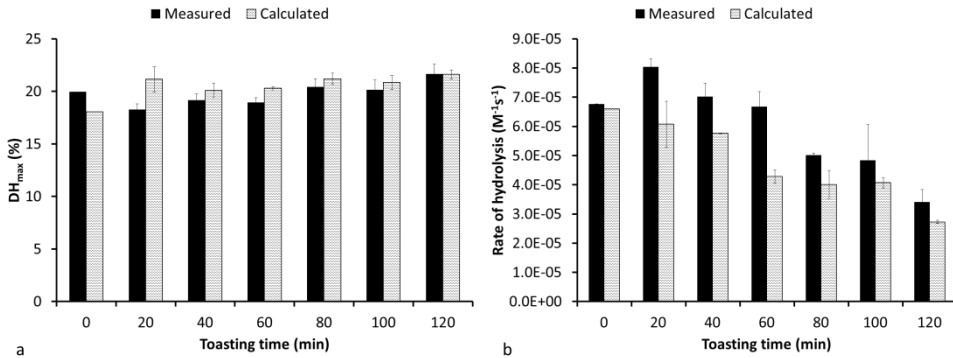 Measured Calculated
25
20
15
10
5
0
DHmax (%)
0 20 40 60 80 100 120
Toasting time (min)
a
Measured Calculated
9.0E-05
8.0E-05
7.0E-05
6.0E-05
5.0E-05
4.0E-05
3.0E-05
2.0E-05
1.0E-05
0.0E+00
Rate of hydrolysis (M⁻¹s⁻¹)
0 20 40 60 80 100 120
Toasting time (min)
b